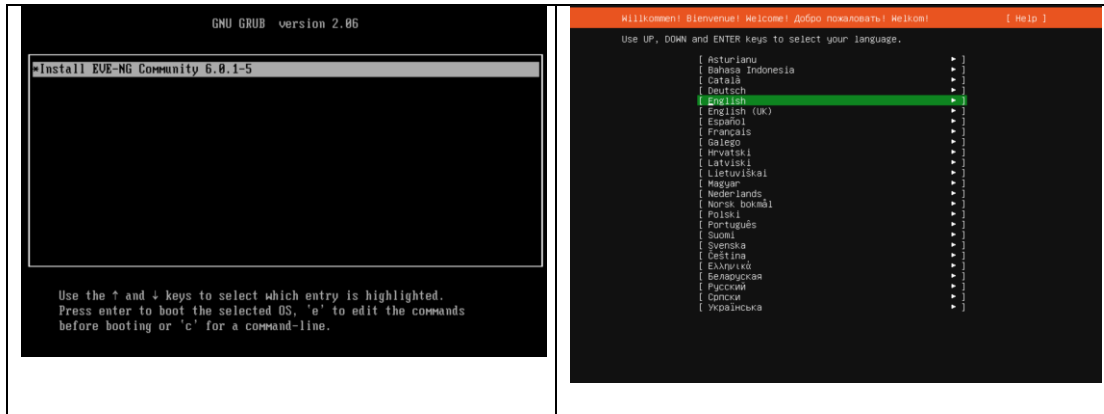 GNU GRUB version 2.06
*Install EVE-NG Community 6.0.1-5
Use the ↑ and ↓ keys to select which entry is highlighted.
Press enter to boot the selected OS, 'e' to edit the commands
before booting or 'c' for a command-line.
Willkommen! Bienvenue! Welcome! Добро пожаловать! Welkom! [ Help ]
Use UP, DOWN and ENTER keys to select your language.
[ Asturianu ► ]
[ Bahasa Indonesia ► ]
[ Català ► ]
[ Deutsch ► ]
[ English ► ]
[ English (UK) ► ]
[ Español ► ]
[ Français ► ]
[ Galego ► ]
[ Hrvatski ► ]
[ Latviski ► ]
[ Lietuviškai ► ]
[ Magyar ► ]
[ Nederlands ► ]
[ Norsk bokmål ► ]
[ Polski ► ]
[ Português ► ]
[ Suomi ► ]
[ Svenska ► ]
[ Čeština ► ]
[ Ελληνικά ► ]
[ Беларуская ► ]
[ Русский ► ]
[ Српски ► ]
[ Українська ► ]